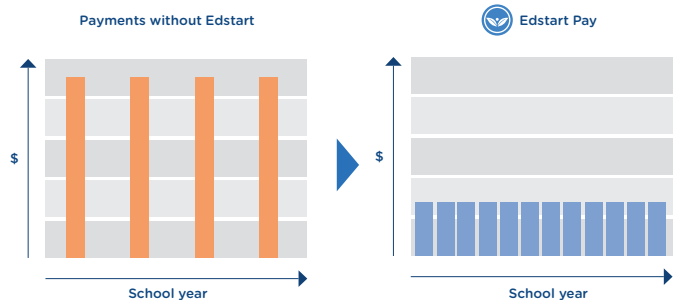 Payments without Edstart
Edstart Pay
$
$
School year
School year